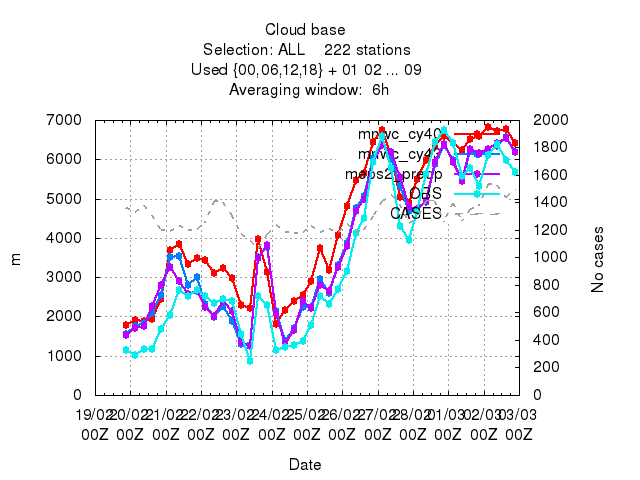 Cloud base
Selection: ALL 222 stations
Used {00,06,12,18} + 01 02 ... 09
Averaging window: 6h
7000
6000
5000
4000
3000
2000
1000
0
m
2000
1800
1600
1400
1200
1000
800
600
400
200
0
No cases
OBS
CASES
19/02 20/02 21/02 22/02 23/02 24/02 25/02 26/02 27/02 28/02 01/03 02/03 03/03
00Z 00Z 00Z 00Z 00Z 00Z 00Z 00Z 00Z 00Z 00Z 00Z 00Z
Date